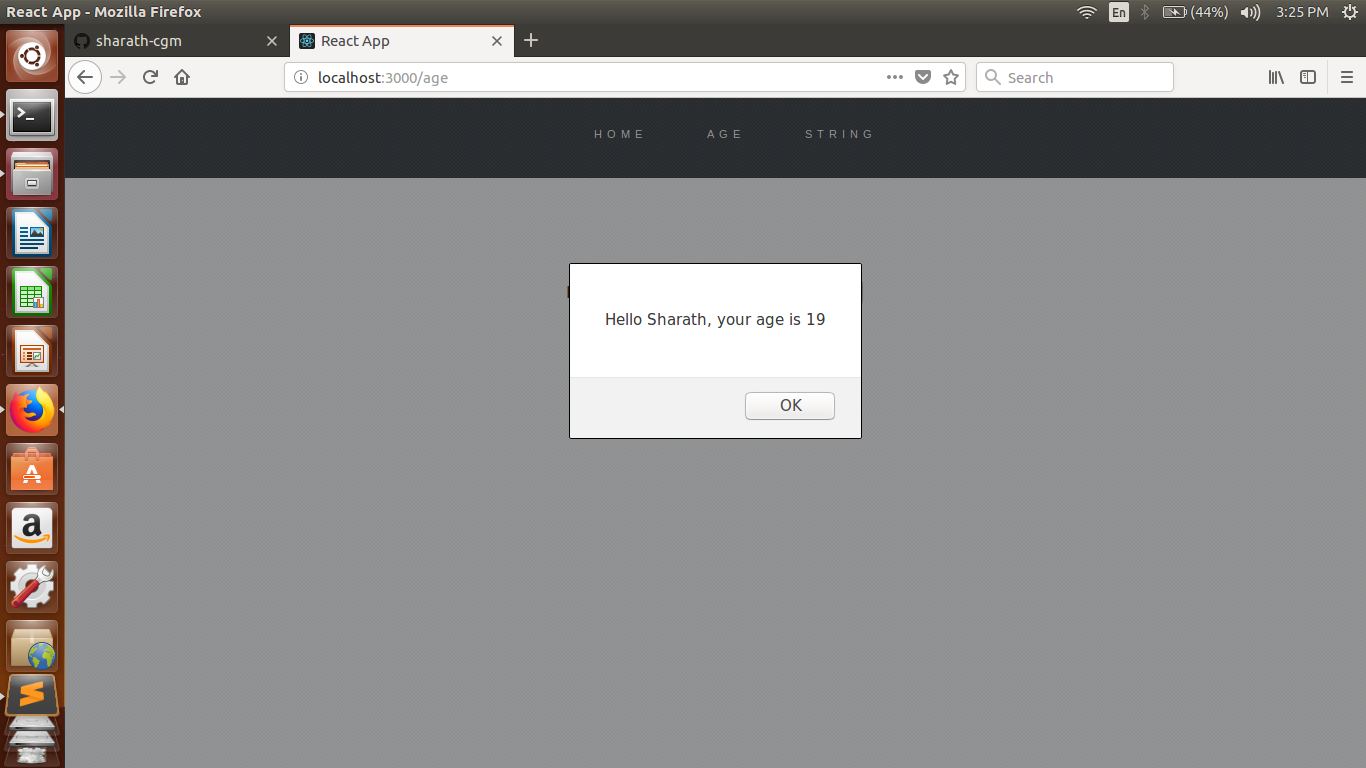 React App - Mozilla Firefox
En
(44%)
3:25 PM
sharath-cgm
React App
localhost:3000/age
Search
HOME
AGE
STRING
Hello Sharath, your age is 19
OK